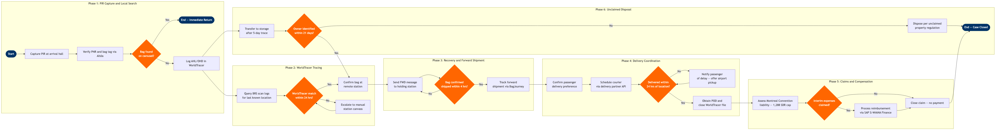 Phase 1: PIR Capture and Local Search
Start
Capture PIR at arrival hall
Verify PNR and bag tag via
Altéa
Bag found
on carousel?
Yes
End — Immediate Return
No
Log AHL/OHD in
WorldTracer
Phase 6: Unclaimed Disposal
Transfer to storage
after 5-day trace
Owner identified
within 21 days?
No
Yes
Dispose per unclaimed
property regulation
End — Case Closed
Phase 2: WorldTracer Tracing
Query BRS scan logs
for last known location
WorldTracer match
within 24 hrs?
Yes
No
Confirm bag at
remote station
Escalate to manual
station canvass
Phase 3: Recovery and Forward Shipment
Send FWD message
to holding station
Bag confirmed
shipped within 4 hrs?
No
Yes
Track forward
shipment via BagJourney
Phase 4: Delivery Coordination
Confirm passenger
delivery preference
Schedule courier
via delivery partner API
Delivered within
24 hrs of location?
No
Yes
Notify passenger
of delay — offer airport
pickup
Obtain POD and
close WorldTracer file
Phase 5: Claims and Compensation
Assess Montreal Convention
liability — 1,288 SDR cap
Interim expenses
claimed?
No
Yes
Process reimbursement
via SAP S/4HANA Finance
Close claim — no payment